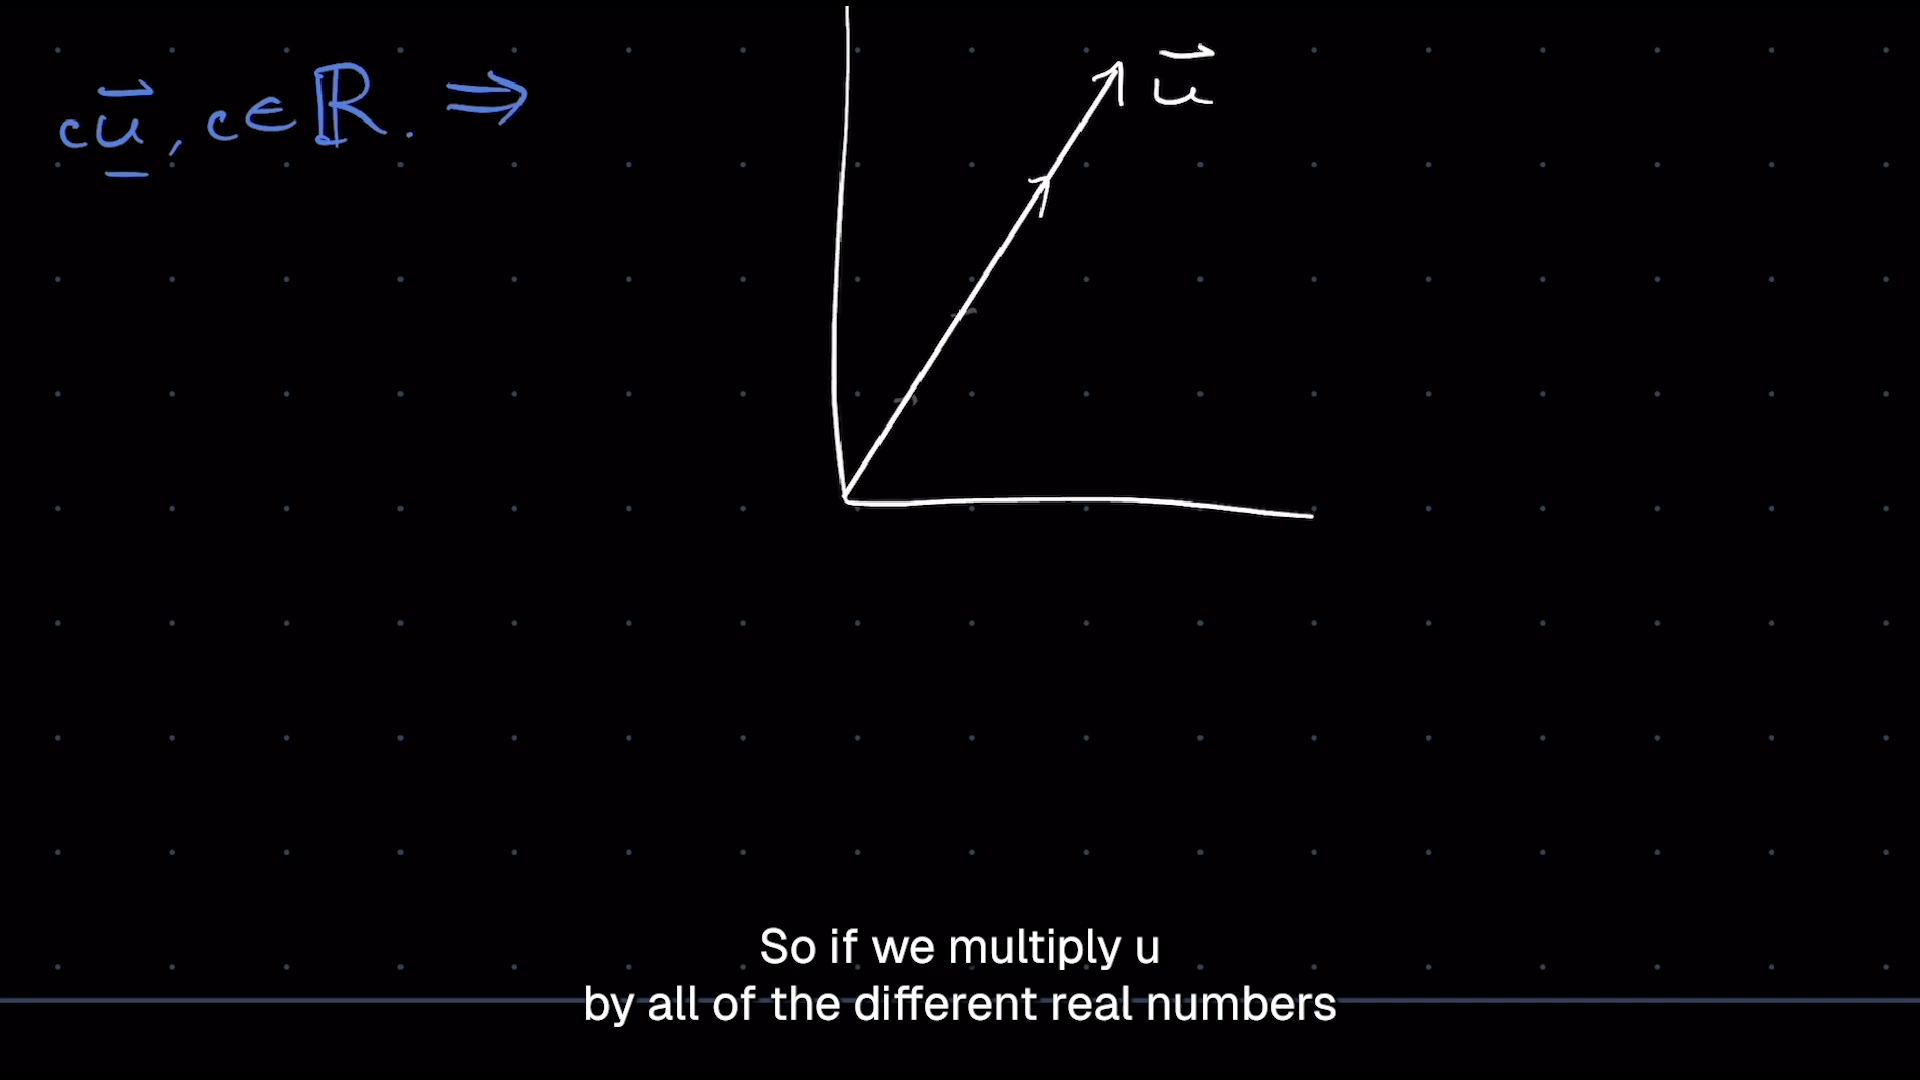 cu⃗, c∈ℝ. ⇒
u⃗
So if we multiply u
by all of the different real numbers